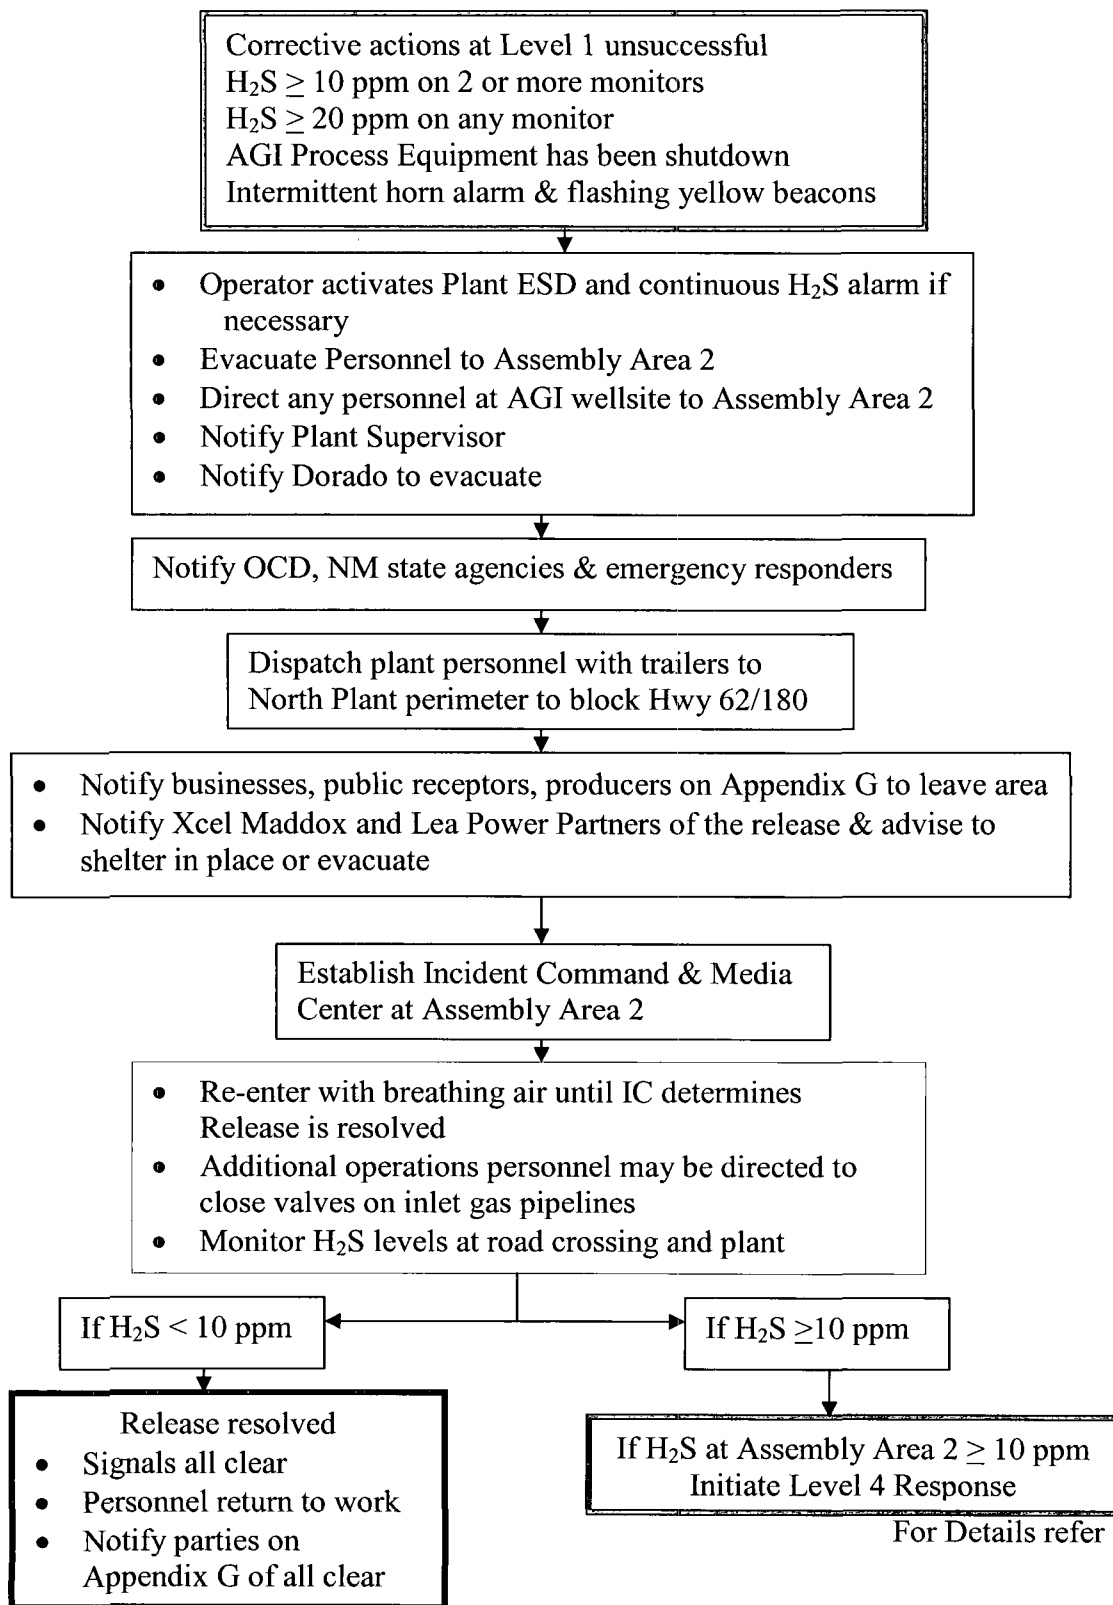 Corrective actions at Level 1 unsuccessful
H₂S ≥ 10 ppm on 2 or more monitors
H₂S ≥ 20 ppm on any monitor
AGI Process Equipment has been shutdown
Intermittent horn alarm & flashing yellow beacons
• Operator activates Plant ESD and continuous H₂S alarm if
necessary
• Evacuate Personnel to Assembly Area 2
• Direct any personnel at AGI wellsite to Assembly Area 2
• Notify Plant Supervisor
• Notify Dorado to evacuate
Notify OCD, NM state agencies & emergency responders
Dispatch plant personnel with trailers to
North Plant perimeter to block Hwy 62/180
• Notify businesses, public receptors, producers on Appendix G to leave area
• Notify Xcel Maddox and Lea Power Partners of the release & advise to
shelter in place or evacuate
Establish Incident Command & Media
Center at Assembly Area 2
• Re-enter with breathing air until IC determines
Release is resolved
• Additional operations personnel may be directed to
close valves on inlet gas pipelines
• Monitor H₂S levels at road crossing and plant
If H₂S < 10 ppm
If H₂S ≥10 ppm
Release resolved
• Signals all clear
• Personnel return to work
• Notify parties on
Appendix G of all clear
If H₂S at Assembly Area 2 ≥ 10 ppm
Initiate Level 4 Response
For Details refer